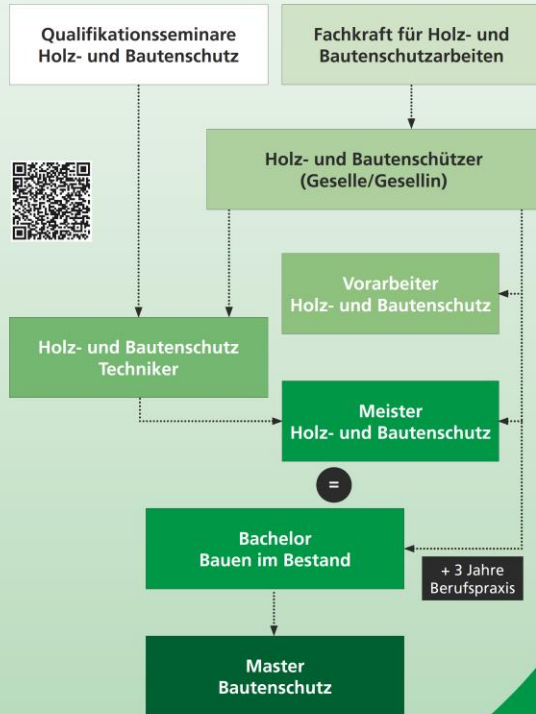 Qualifikationsseminare
Holz- und Bautenschutz
Fachkraft für Holz- und
Bautenschutzarbeiten
Holz- und Bautenschützer
(Geselle/Gesellin)
Vorarbeiter
Holz- und Bautenschutz
Holz- und Bautenschutz
Techniker
Meister
Holz- und Bautenschutz
=
Bachelor
Bauen im Bestand
+ 3 Jahre
Berufspraxis
Master
Bautenschutz